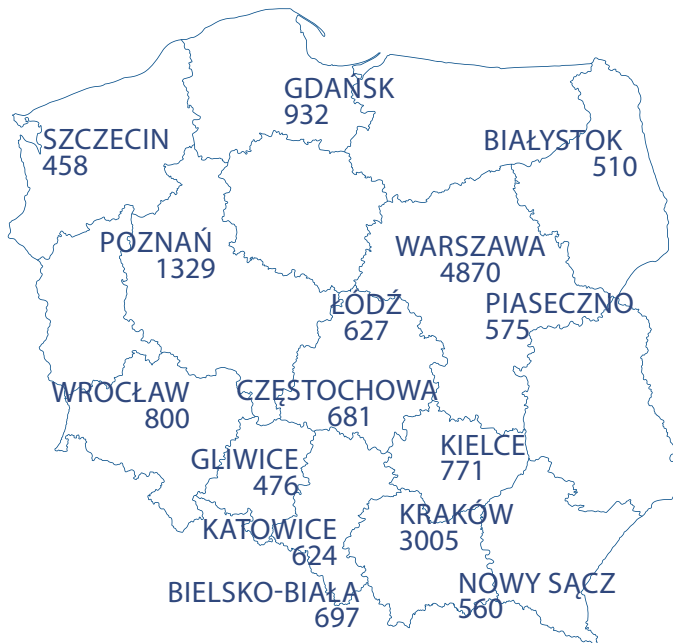 GDAŃSK
932
SZCZECIN
458
BIAŁYSTOK
510
POZNAŃ
1329
WARSZAWA
4870
ŁÓDŹ
627
PIASECZNO
575
WROCŁAW
800
CZĘSTOCHOWA
681
KIELCE
771
GLIWICE
476
KRAKÓW
3005
KATOWICE
624
BIELSKO-BIAŁA
697
NOWY SĄCZ
560